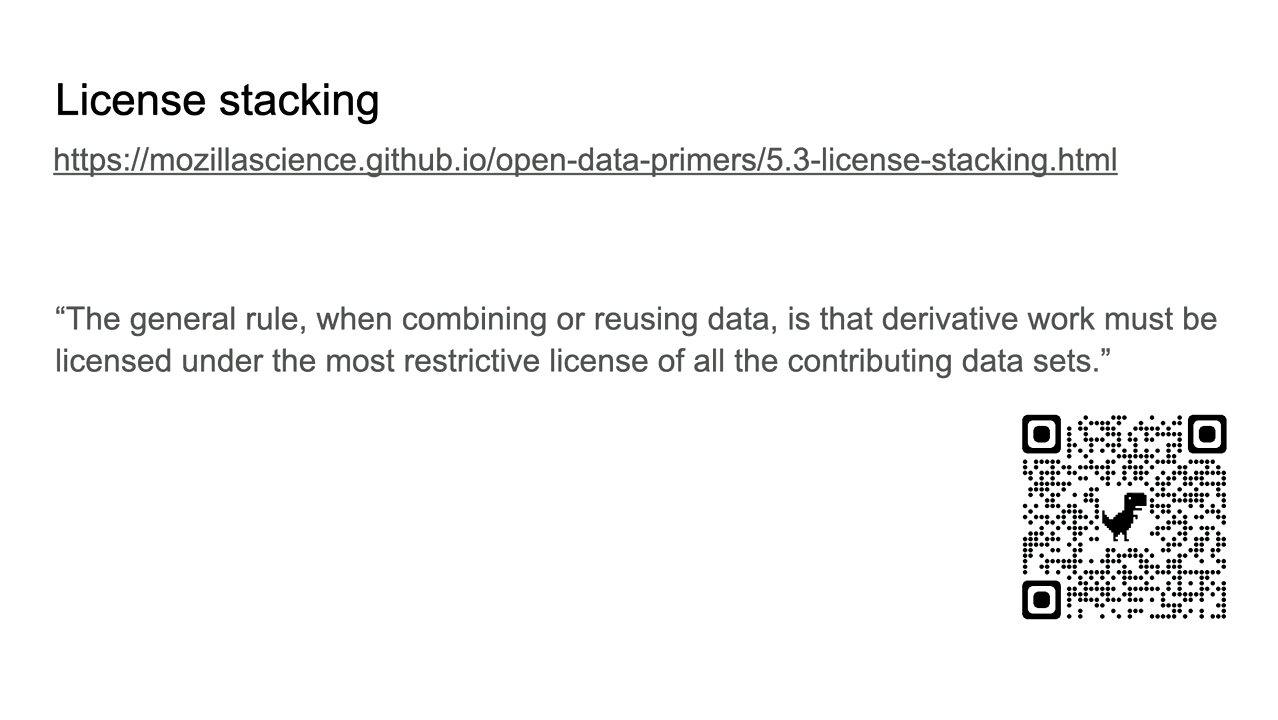 License stacking
https://mozillascience.github.io/open-data-primers/5.3-license-stacking.html
“The general rule, when combining or reusing data, is that derivative work must be
licensed under the most restrictive license of all the contributing data sets.”